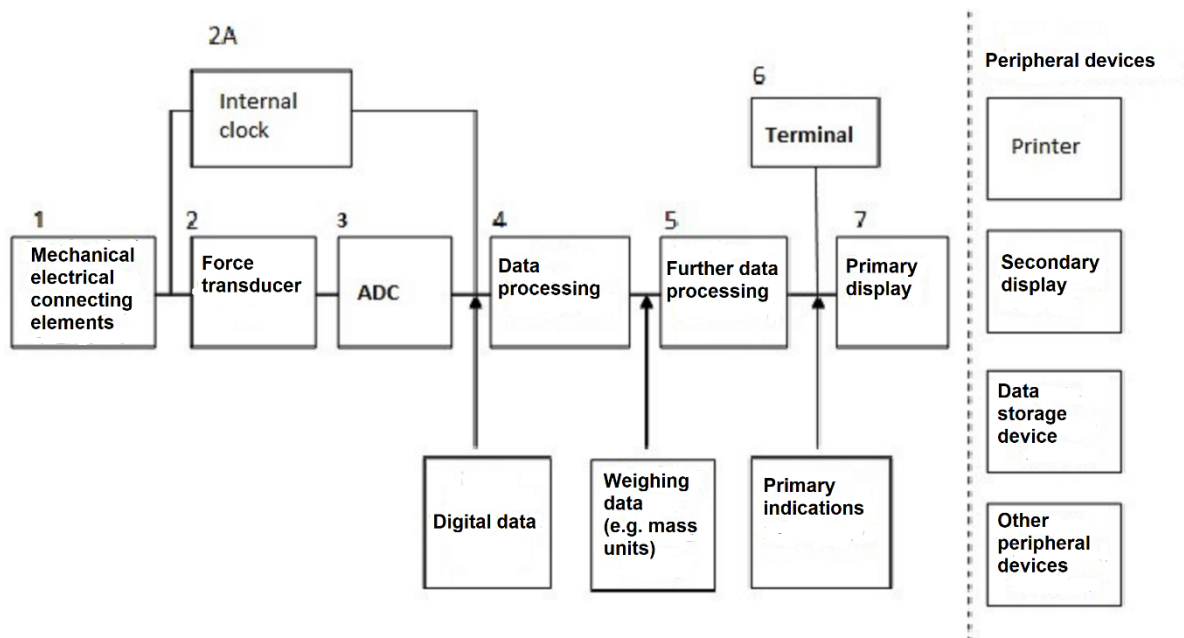 2A
Internal
clock
6
Terminal
Peripheral devices
Printer
1
Mechanical
electrical
connecting
elements
2
Force
transducer
3
ADC
4
Data
processing
5
Further data
processing
7
Primary
display
Secondary
display
Digital data
Weighing
data
(e.g. mass
units)
Primary
indications
Data
storage
device
Other
peripheral
devices